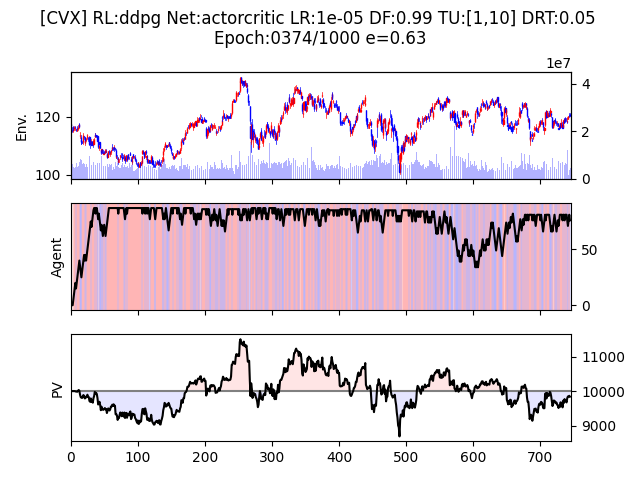 [CVX] RL:ddpg Net:actorcritic LR:1e-05 DF:0.99 TU:[1,10] DRT:0.05
Epoch:0374/1000 e=0.63
1e7
Env.
120
100
4
2
0
Agent
50
0
PV
11000
10000
9000
0 100 200 300 400 500 600 700